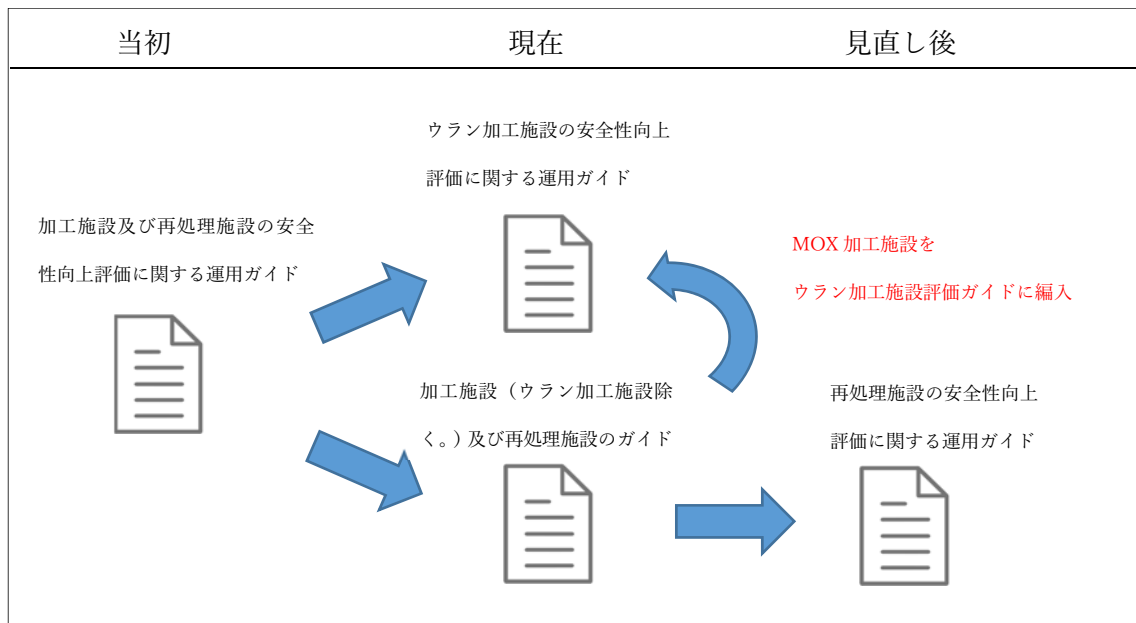 当初
現在
見直し後
加工施設及び再処理施設の安全
性向上評価に関する運用ガイド
ウラン加工施設の安全性向上
評価に関する運用ガイド
加工施設（ウラン加工施設除
く。）及び再処理施設のガイド
MOX 加工施設を
ウラン加工施設評価ガイドに編入
再処理施設の安全性向上
評価に関する運用ガイド